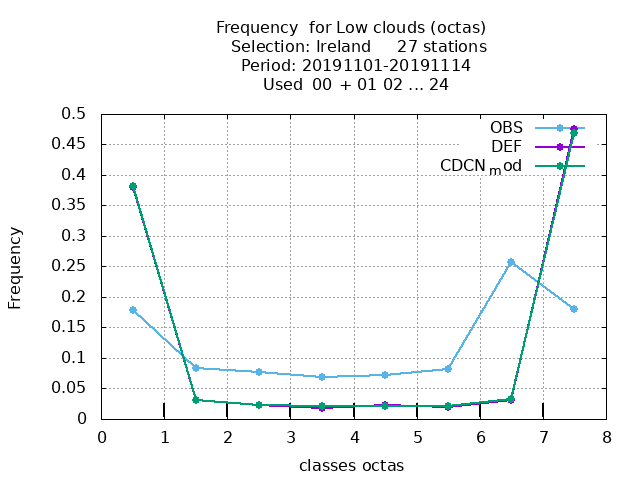 Frequency  for Low clouds (octas)
Selection: Ireland     27 stations
Period: 20191101-20191114
Used  00 + 01 02 ... 24
OBS
DEF
CDCN_mod
0.5
0.45
0.4
0.35
0.3
0.25
0.2
0.15
0.1
0.05
0
Frequency
0 1 2 3 4 5 6 7 8
classes octas